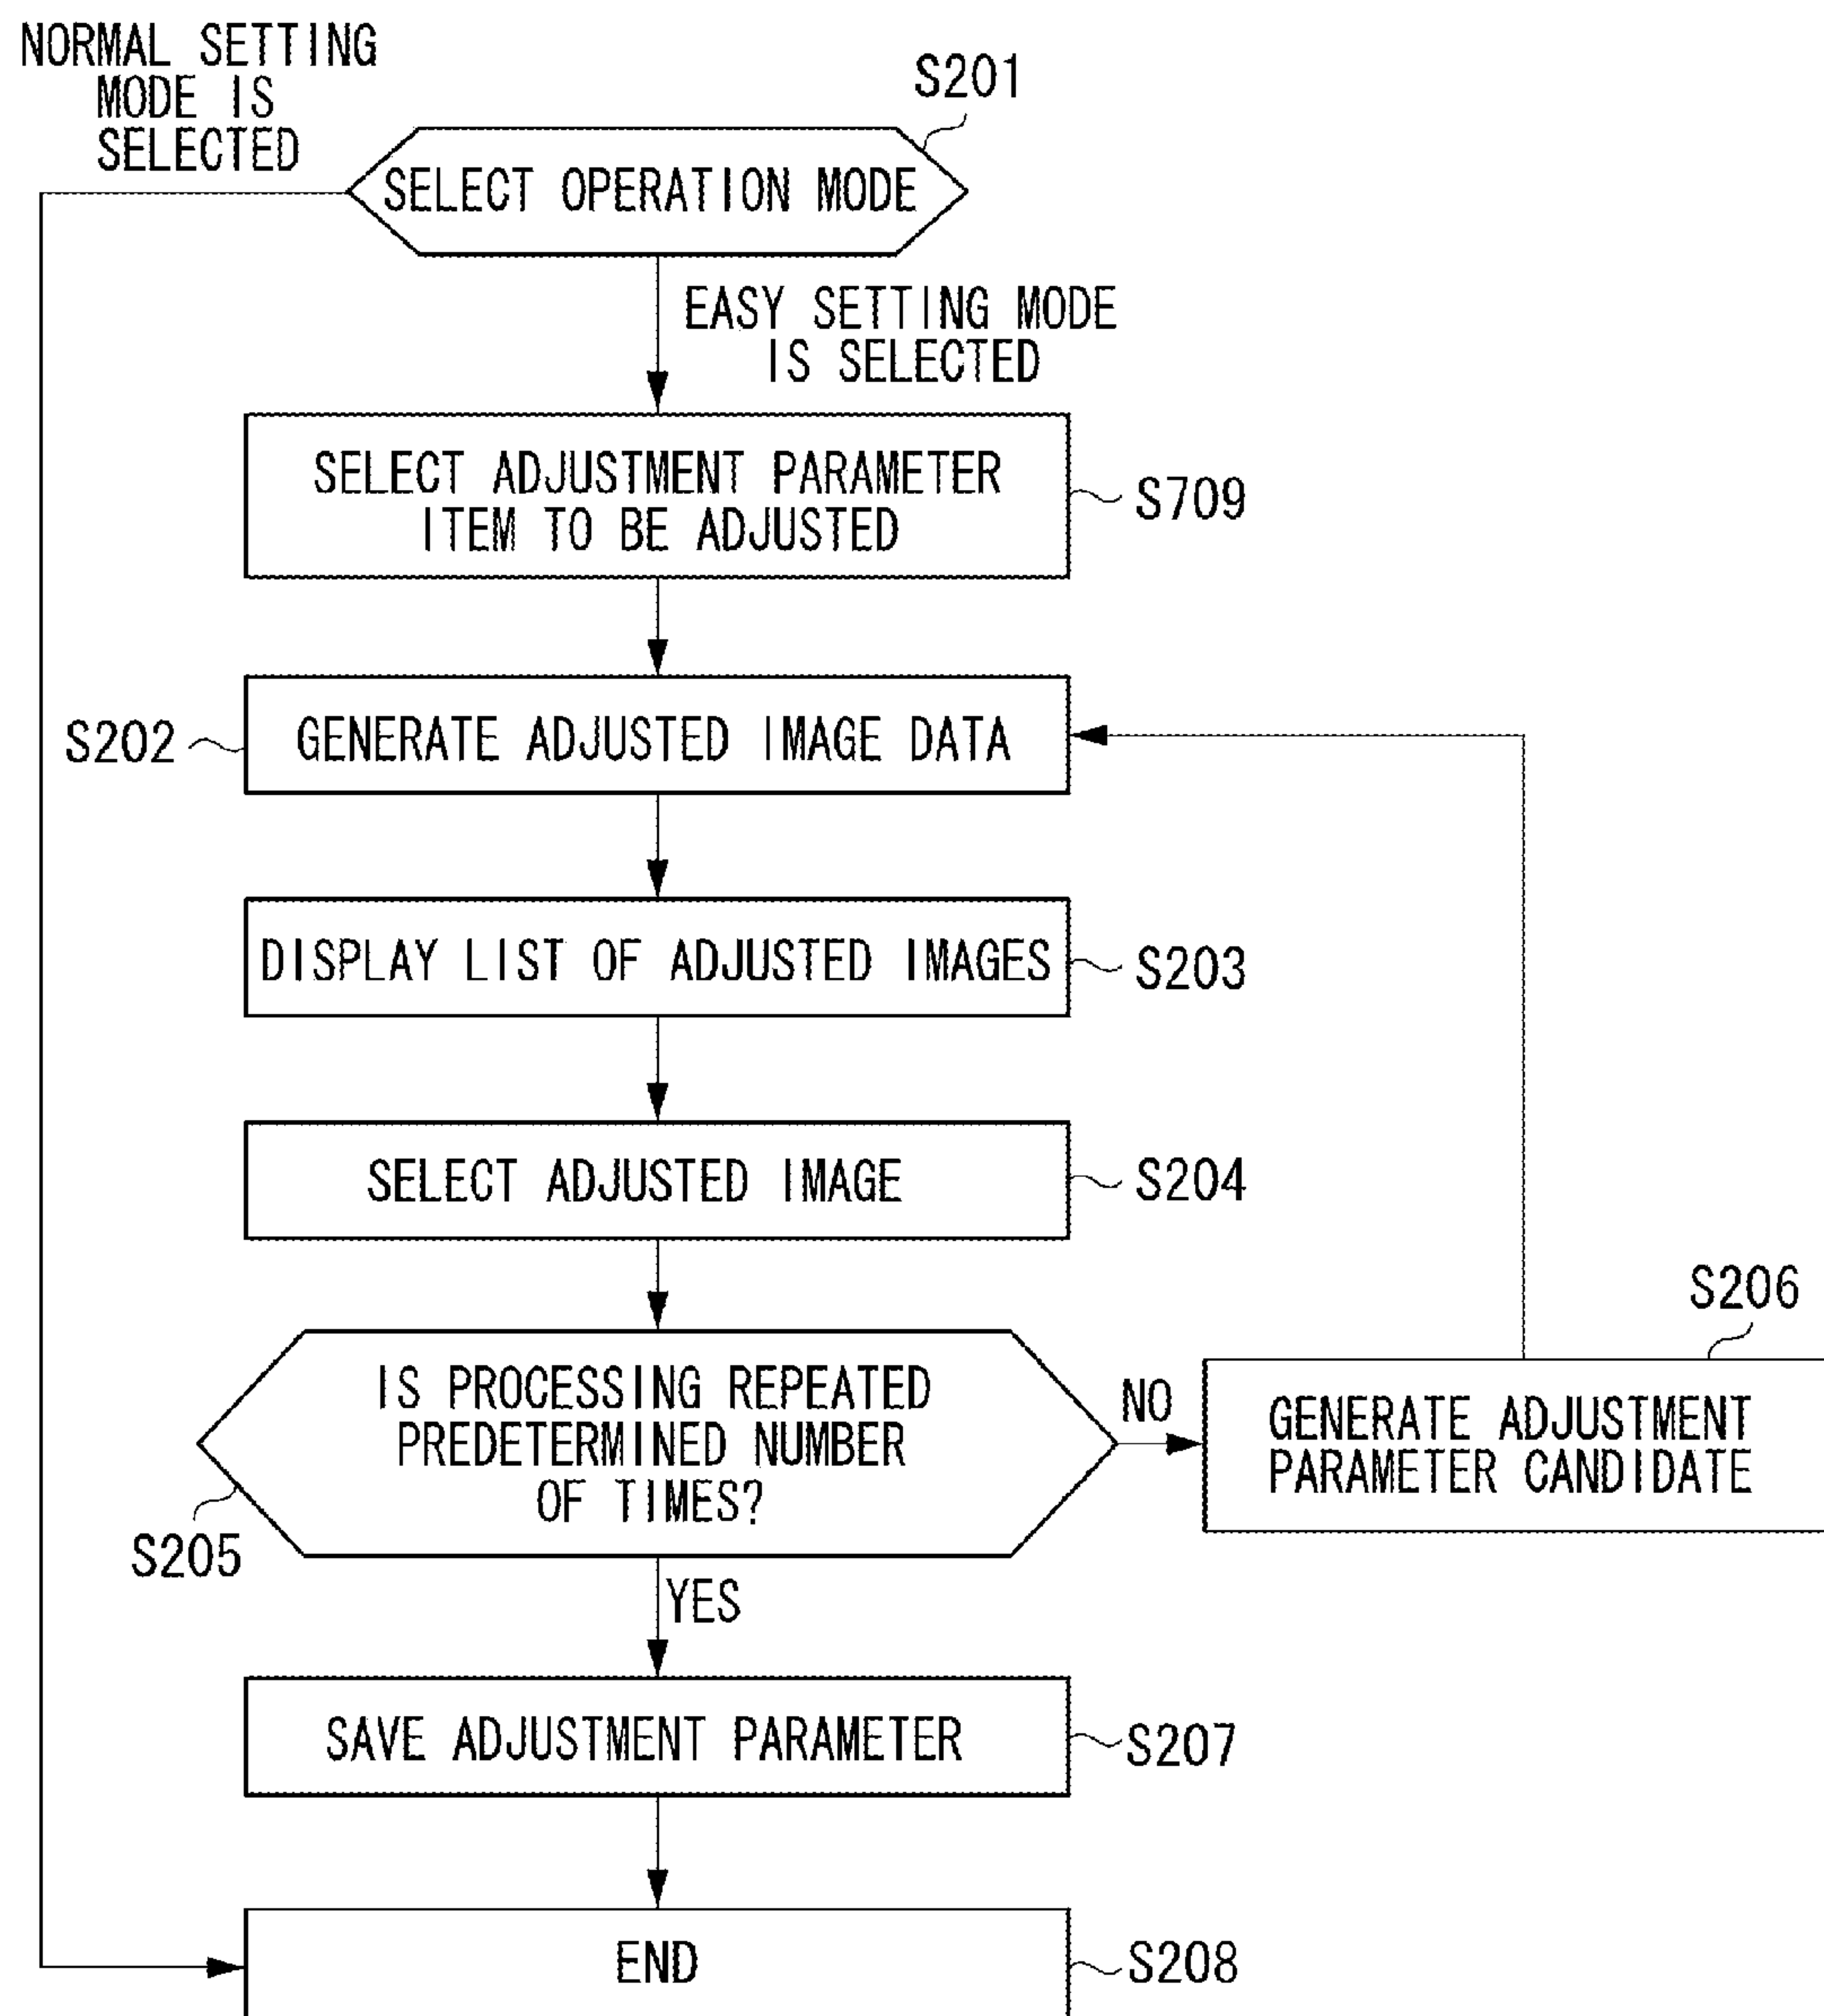 NORMAL SETTING
MODE IS
SELECTED
S201
SELECT OPERATION MODE
EASY SETTING MODE
IS SELECTED
SELECT ADJUSTMENT PARAMETER
ITEM TO BE ADJUSTED
S709
S202
GENERATE ADJUSTED IMAGE DATA
DISPLAY LIST OF ADJUSTED IMAGES
S203
SELECT ADJUSTED IMAGE
S204
IS PROCESSING REPEATED
PREDETERMINED NUMBER
OF TIMES?
S205
NO
S206
GENERATE ADJUSTMENT
PARAMETER CANDIDATE
YES
SAVE ADJUSTMENT PARAMETER
S207
END
S208